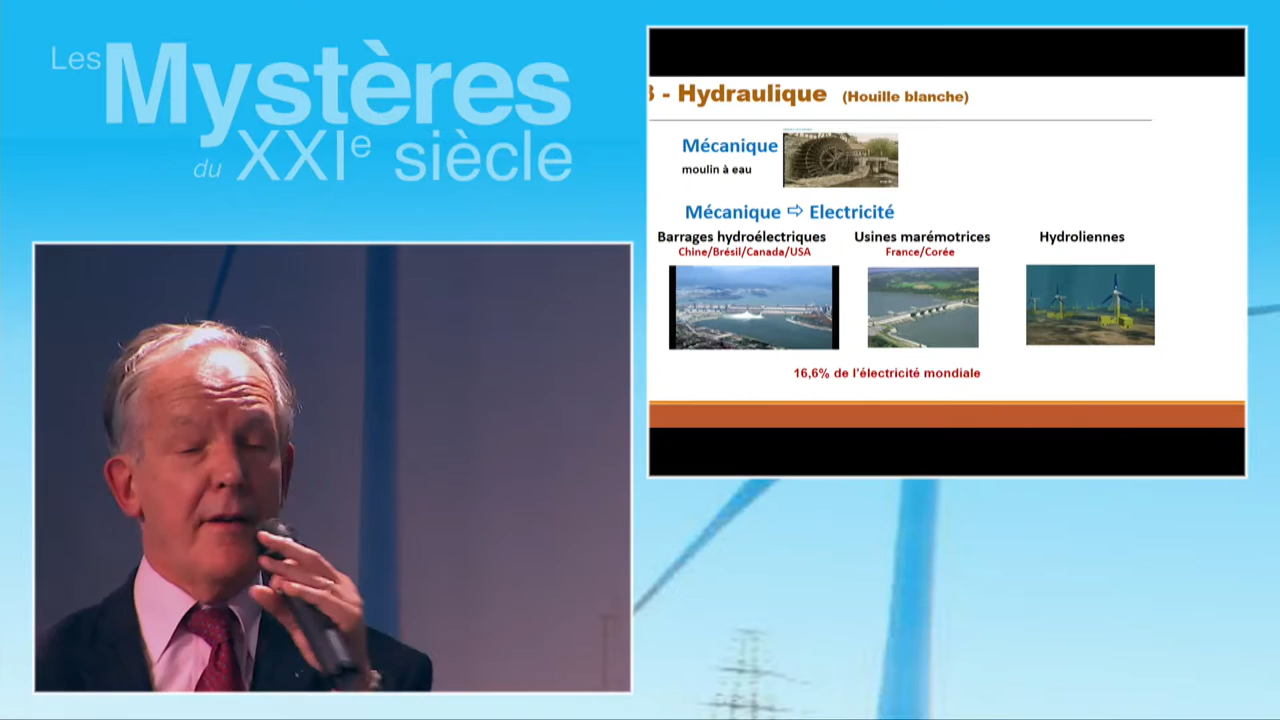 Les Mystères
du XXIe siècle
3 - Hydraulique (Houille blanche)
Mécanique
moulin à eau
Mécanique ⇨ Electricité
Barrages hydroélectriques
Chine/Brésil/Canada/USA
Usines marémotrices
France/Corée
Hydroliennes
16,6% de l'électricité mondiale